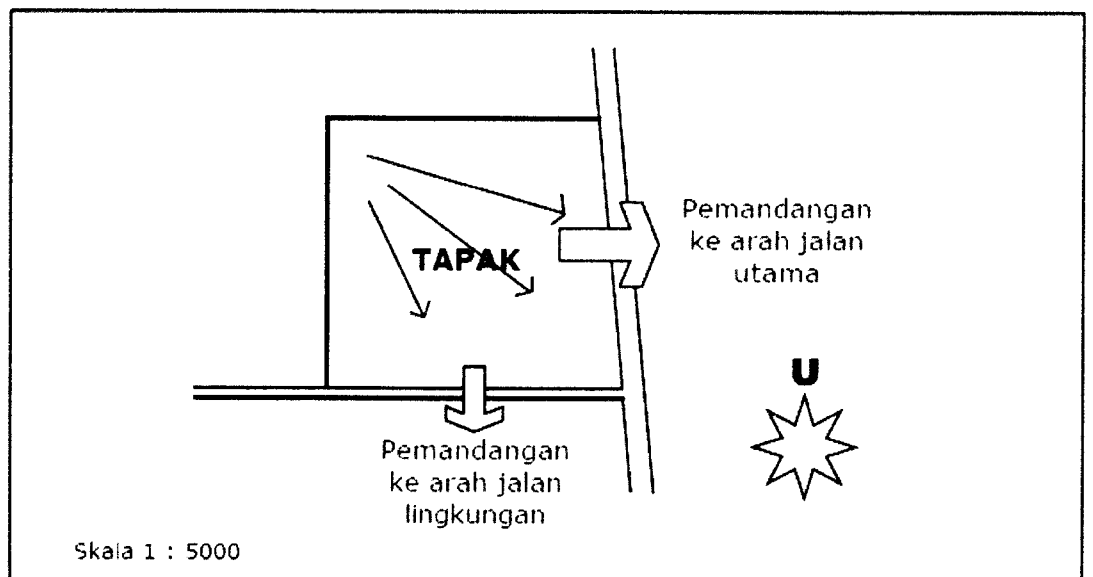 Pemandangan
ke arah jalan
utama
TAPAK
U
Pemandangan
ke arah jalan
lingkungan
Skala 1 : 5000